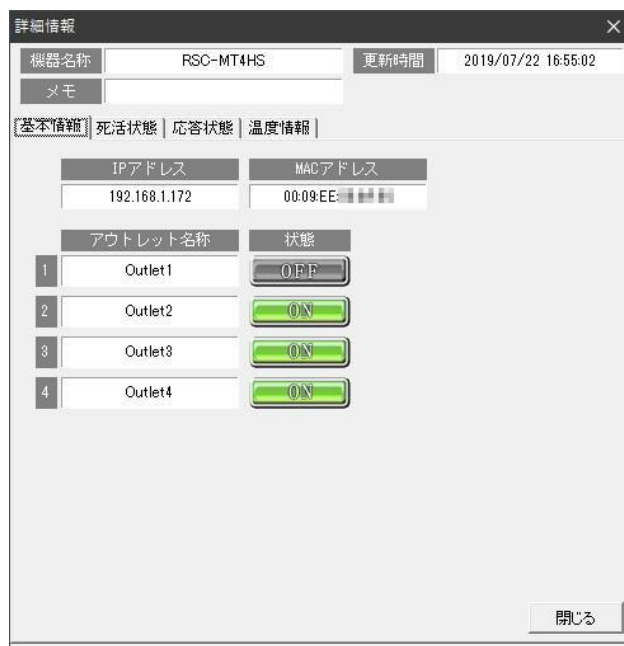 詳細情報
機器名称 RSC-MT4HS 更新時間 2019/07/22 16:55:02
メモ
基本情報 死活状態 応答状態 温度情報
IPアドレス MACアドレス
192.168.1.172 00:09:EE:
アウトレット名称 状態
1 Outlet1 OFF
2 Outlet2 ON
3 Outlet3 ON
4 Outlet4 ON
閉じる